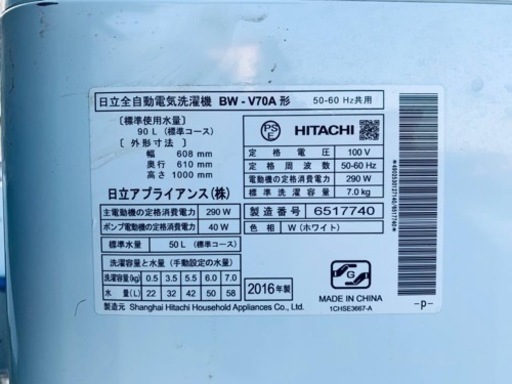 日立全自動電気洗濯機 BW-V70A 形 50-60 Hz共用
[標準使用水量]
90 L (標準コース)
[外形寸法]
幅 608 mm
奥行 610 mm
高さ 1000 mm
日立アプライアンス(株)
主電動機の定格消費電力 290 W
ポンプ電動機の定格消費電力 40 W
標準水量 50 L (標準コース)
洗濯容量と水量 (手動設定の水量)
洗濯容量(kg) 0.5 3.5 5.5 6.0 7.0
水 量(L) 22 32 42 50 58
PSE HITACHI
定格電圧 100 V
定格周波数 50-60 Hz
電動機の定格消費電力 290 W
標準洗濯容量 7.0 kg
製造番号 6517740
色相 W (ホワイト)
2016年製
G
MADE IN CHINA
1CHSE3667-A
製造元 Shanghai Hitachi Household Appliances Co., Ltd.
-p-